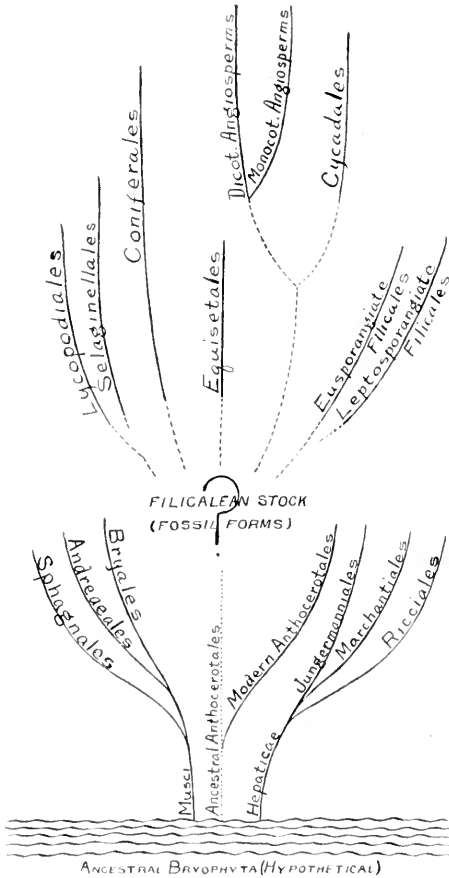 Lycopodiales
Selaginellales
Coniferales
Equisetales
Dicot. Angiosperms
Monocot. Angiosperms
Cycadales
Eusporangiate
Filicales
Leptosporangiate
Filicales
?
FILICALEAN STOCK
(FOSSIL FORMS)
Sphagnales
Andreaeales
Bryales
Modern Anthocerotales
Jungermanniales
Marchantiales
Ricciales
Musci
Ancestral Anthocerotales
Hepaticae
ANCESTRAL BRYOPHYTA (HYPOTHETICAL)